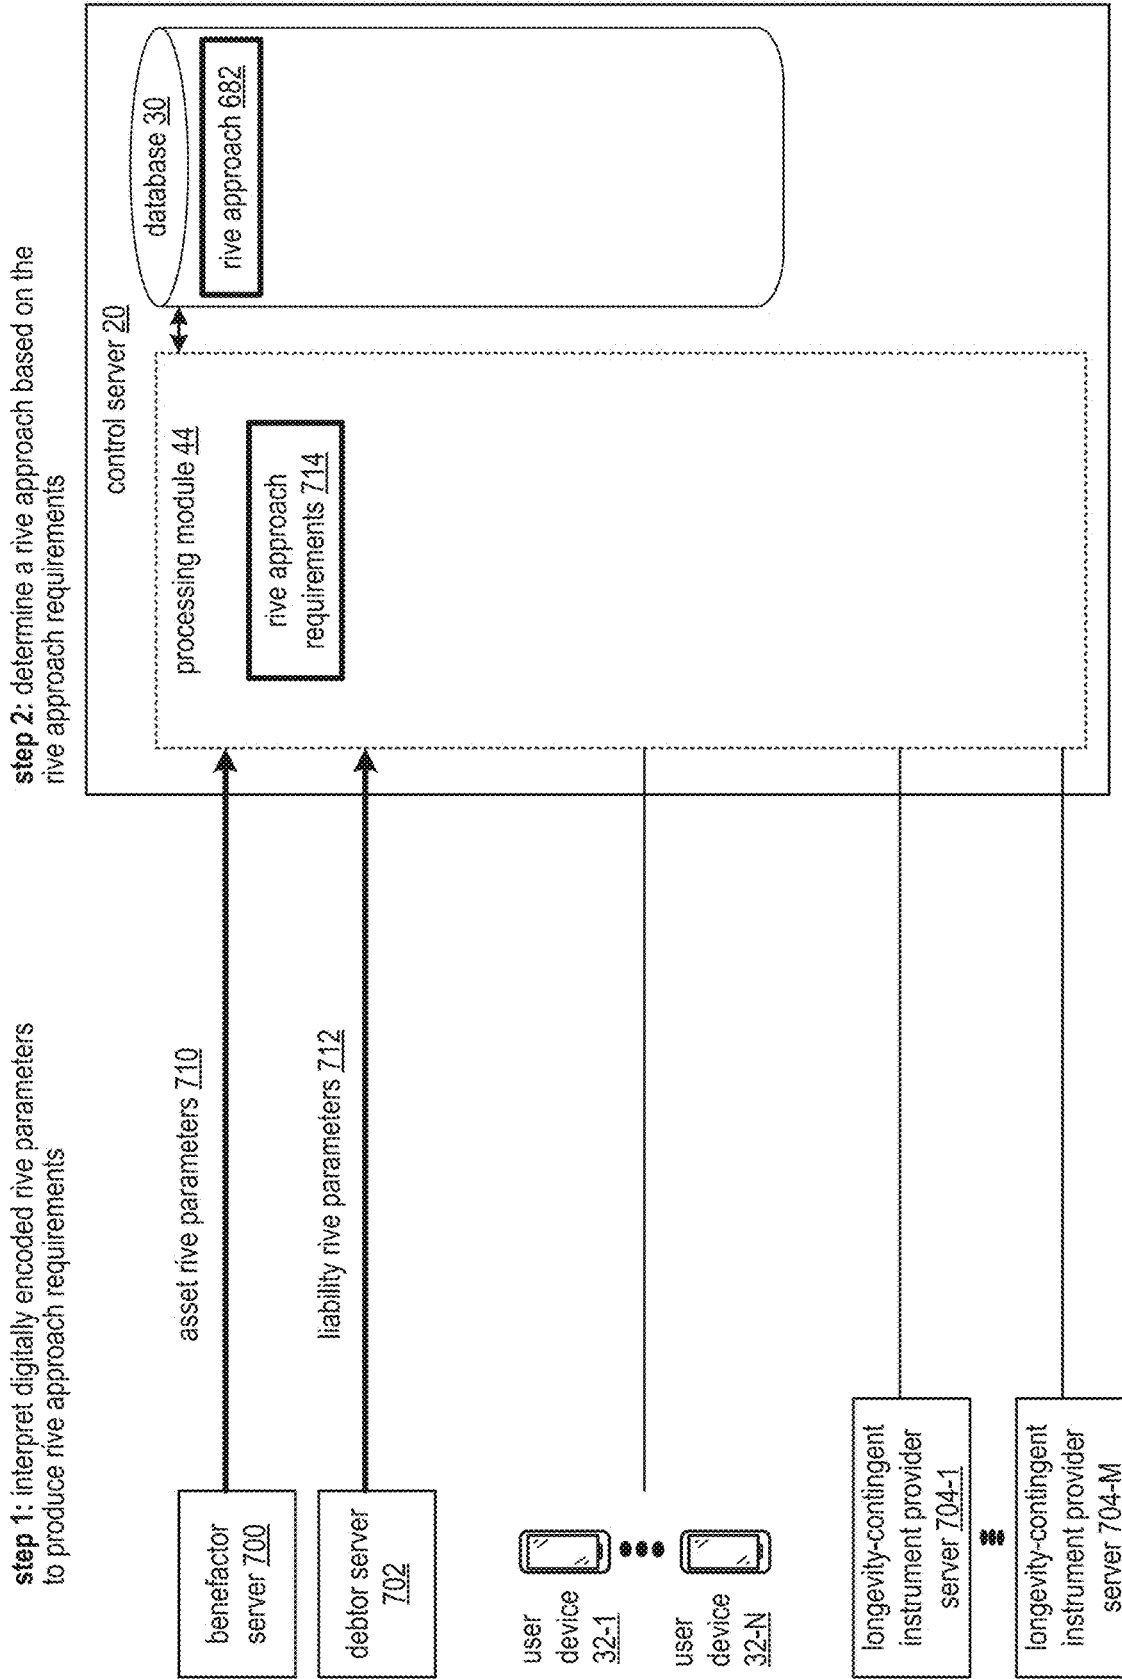 step 1: interpret digitally encoded rive parameters
to produce rive approach requirements
step 2: determine a rive approach based on the
rive approach requirements
control server 20
database 30
rive approach 682
processing module 44
rive approach
requirements 714
asset rive parameters 710
liability rive parameters 712
benefactor
server 700
debtor server
702
user
device
32-1
user
device
32-N
longevity-contingent
instrument provider
server 704-1
longevity-contingent
instrument provider
server 704-M